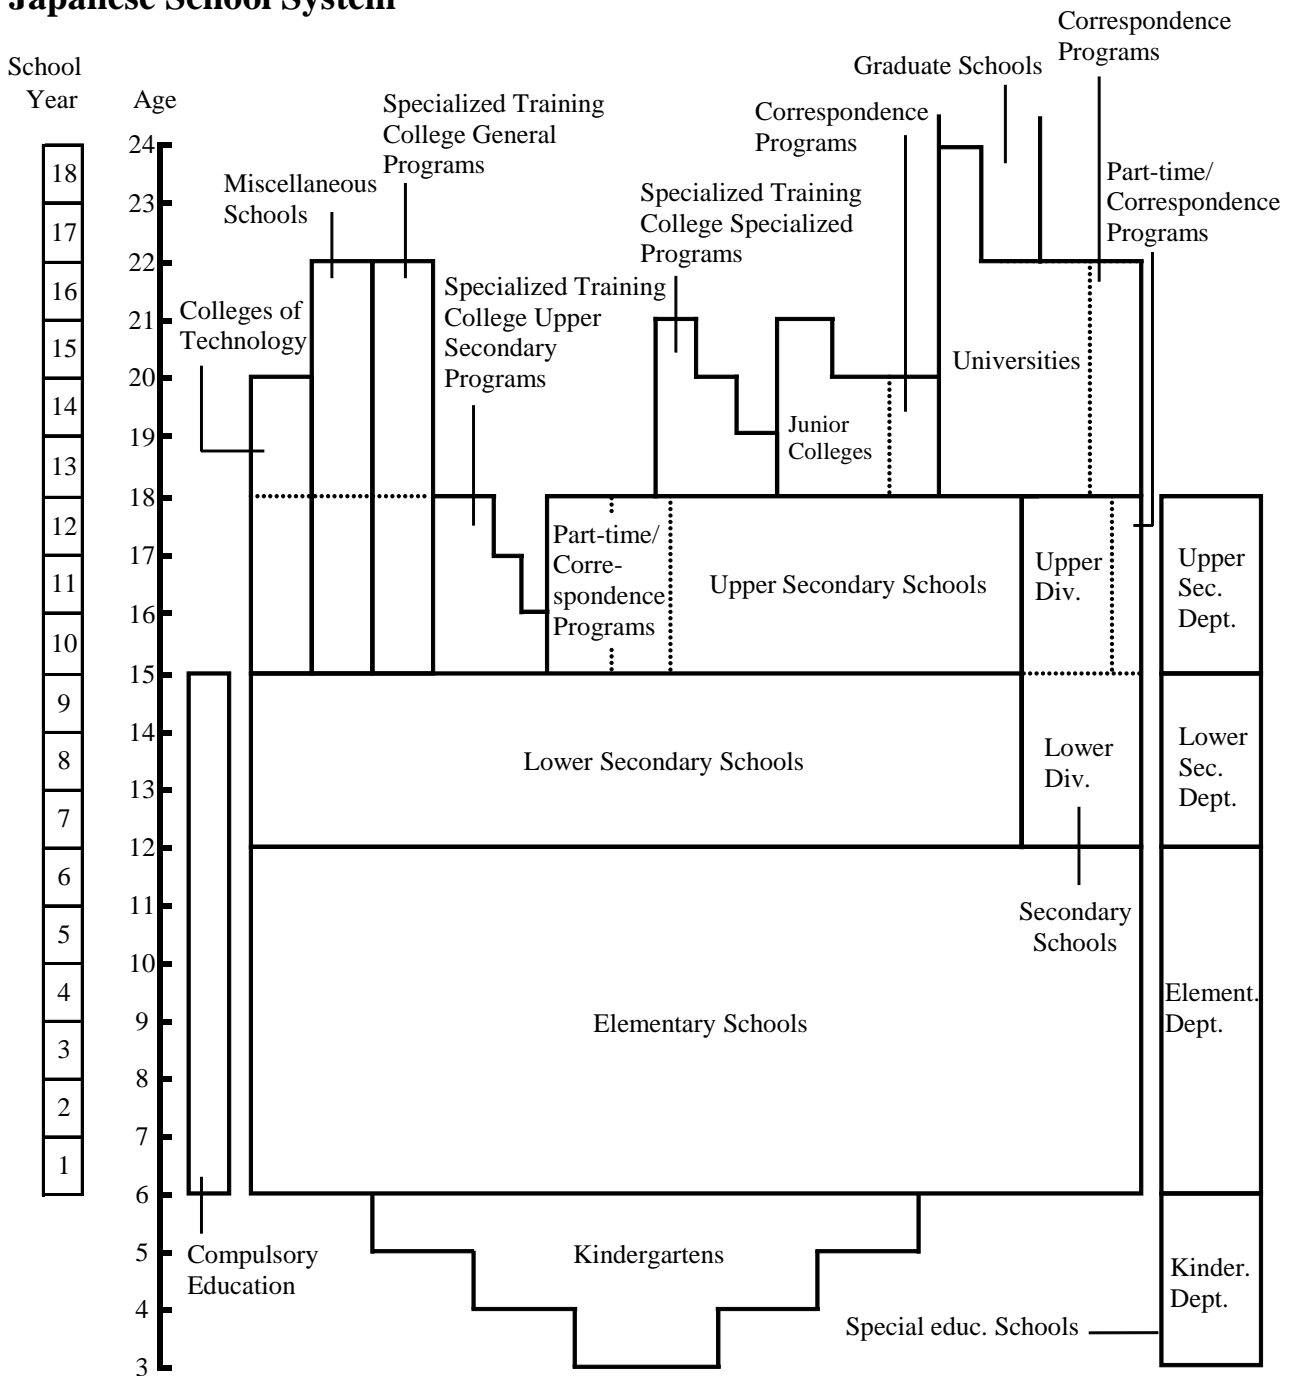 Japanese School System
School
Year
Age
24
23
22
21
20
19
18
17
16
15
14
13
12
11
10
9
8
7
6
5
4
3
18
17
16
15
14
13
12
11
10
9
8
7
6
5
4
3
2
1
Correspondence
Programs
Graduate Schools
Specialized Training
College General
Programs
Correspondence
Programs
Miscellaneous
Schools
Specialized Training
College Specialized
Programs
Part-time/
Correspondence
Programs
Colleges of
Technology
Specialized Training
College Upper
Secondary
Programs
Universities
Junior
Colleges
Part-time/
Corre-
spondence
Programs
Upper Secondary Schools
Upper
Div.
Upper
Sec.
Dept.
Lower Secondary Schools
Lower
Div.
Lower
Sec.
Dept.
Secondary
Schools
Elementary Schools
Element.
Dept.
Compulsory
Education
Kindergartens
Kinder.
Dept.
Special educ. Schools